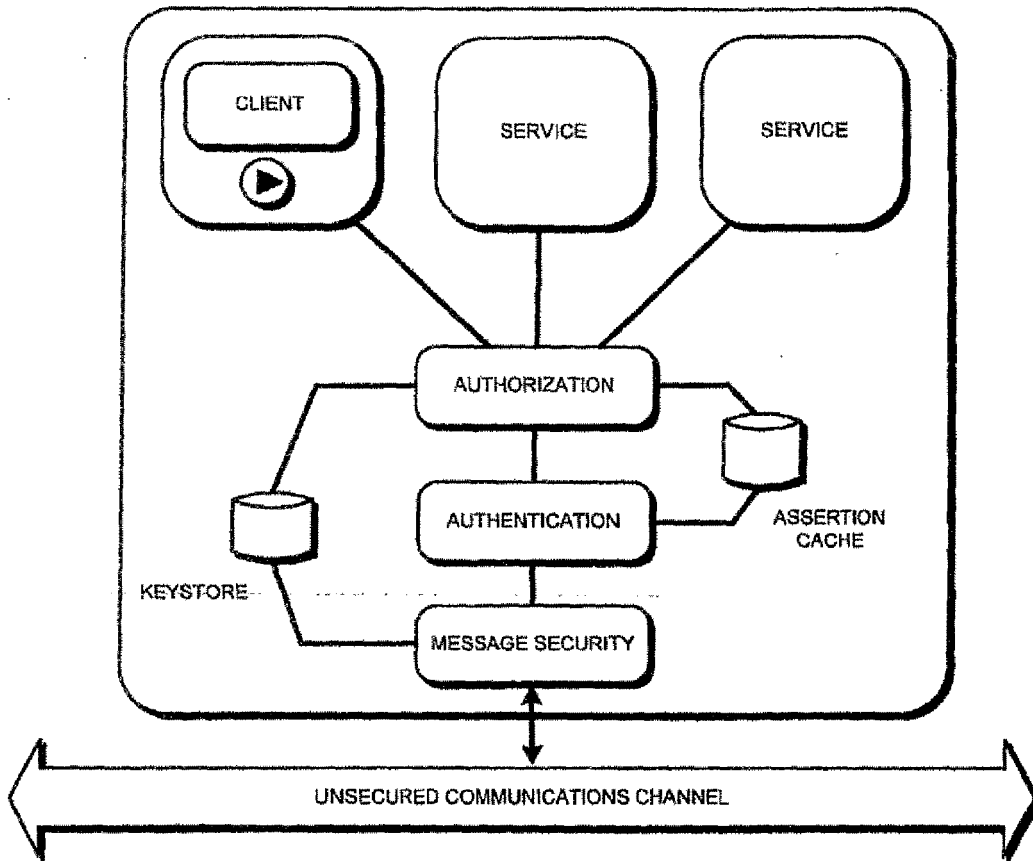 CLIENT
SERVICE
SERVICE
AUTHORIZATION
AUTHENTICATION
ASSERTION
CACHE
KEYSTORE
MESSAGE SECURITY
UNSECURED COMMUNICATIONS CHANNEL